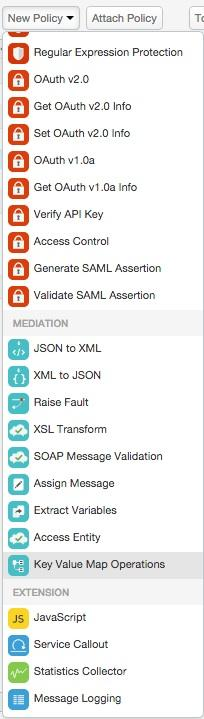 New Policy
Attach Policy
To
Regular Expression Protection
OAuth v2.0
Get OAuth v2.0 Info
Set OAuth v2.0 Info
OAuth v1.0a
Get OAuth v1.0a Info
Verify API Key
Access Control
Generate SAML Assertion
Validate SAML Assertion
MEDIATION
JSON to XML
XML to JSON
Raise Fault
XSL Transform
SOAP Message Validation
Assign Message
Extract Variables
Access Entity
Key Value Map Operations
EXTENSION
JS JavaScript
Service Callout
Statistics Collector
Message Logging